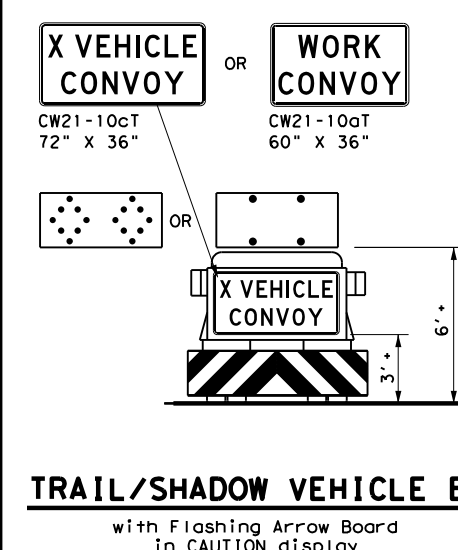 X VEHICLE
CONVOY
OR
WORK
CONVOY
CW21-10cT
72" X 36"
CW21-10aT
60" X 36"
OR
X VEHICLE
CONVOY
6'+
3'+
TRAIL/SHADOW VEHICLE
with Flashing Arrow Board
in CAUTION display